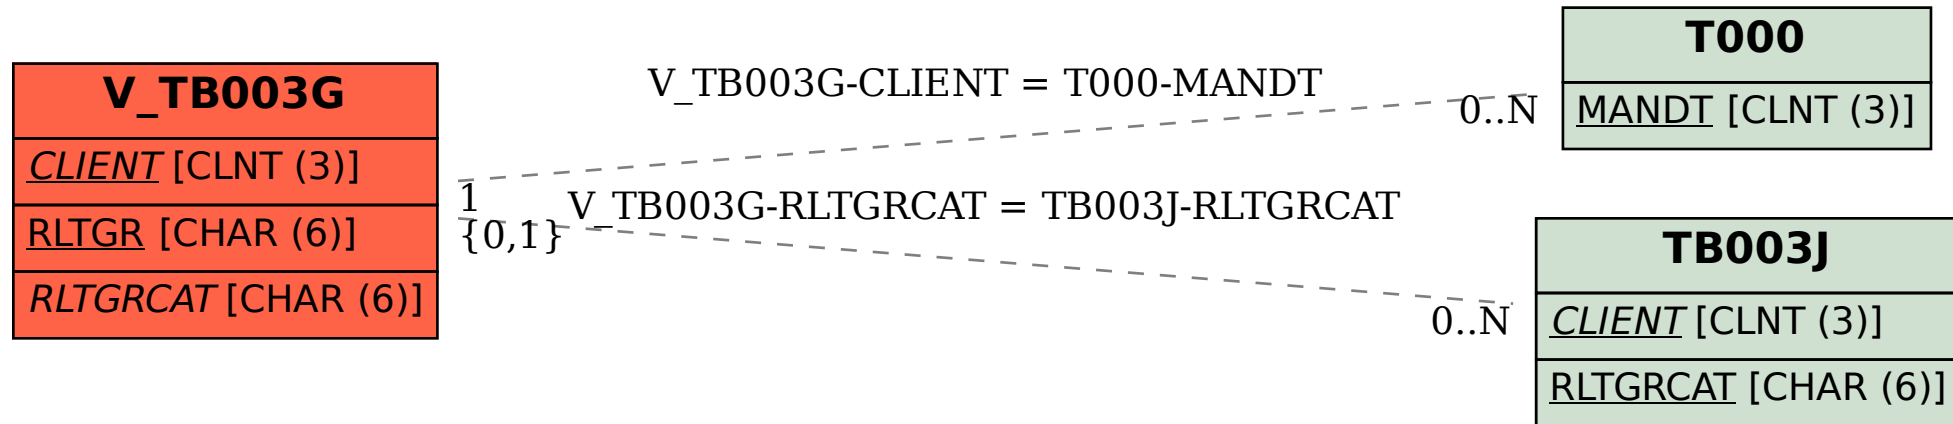 V_TB003G
CLIENT [CLNT (3)]
RLTGR [CHAR (6)]
RLTGRCAT [CHAR (6)]
V_TB003G-CLIENT = T000-MANDT
0..N
1
V_TB003G-RLTGRCAT = TB003J-RLTGRCAT
{0,1}
0..N
T000
MANDT [CLNT (3)]
TB003J
CLIENT [CLNT (3)]
RLTGRCAT [CHAR (6)]